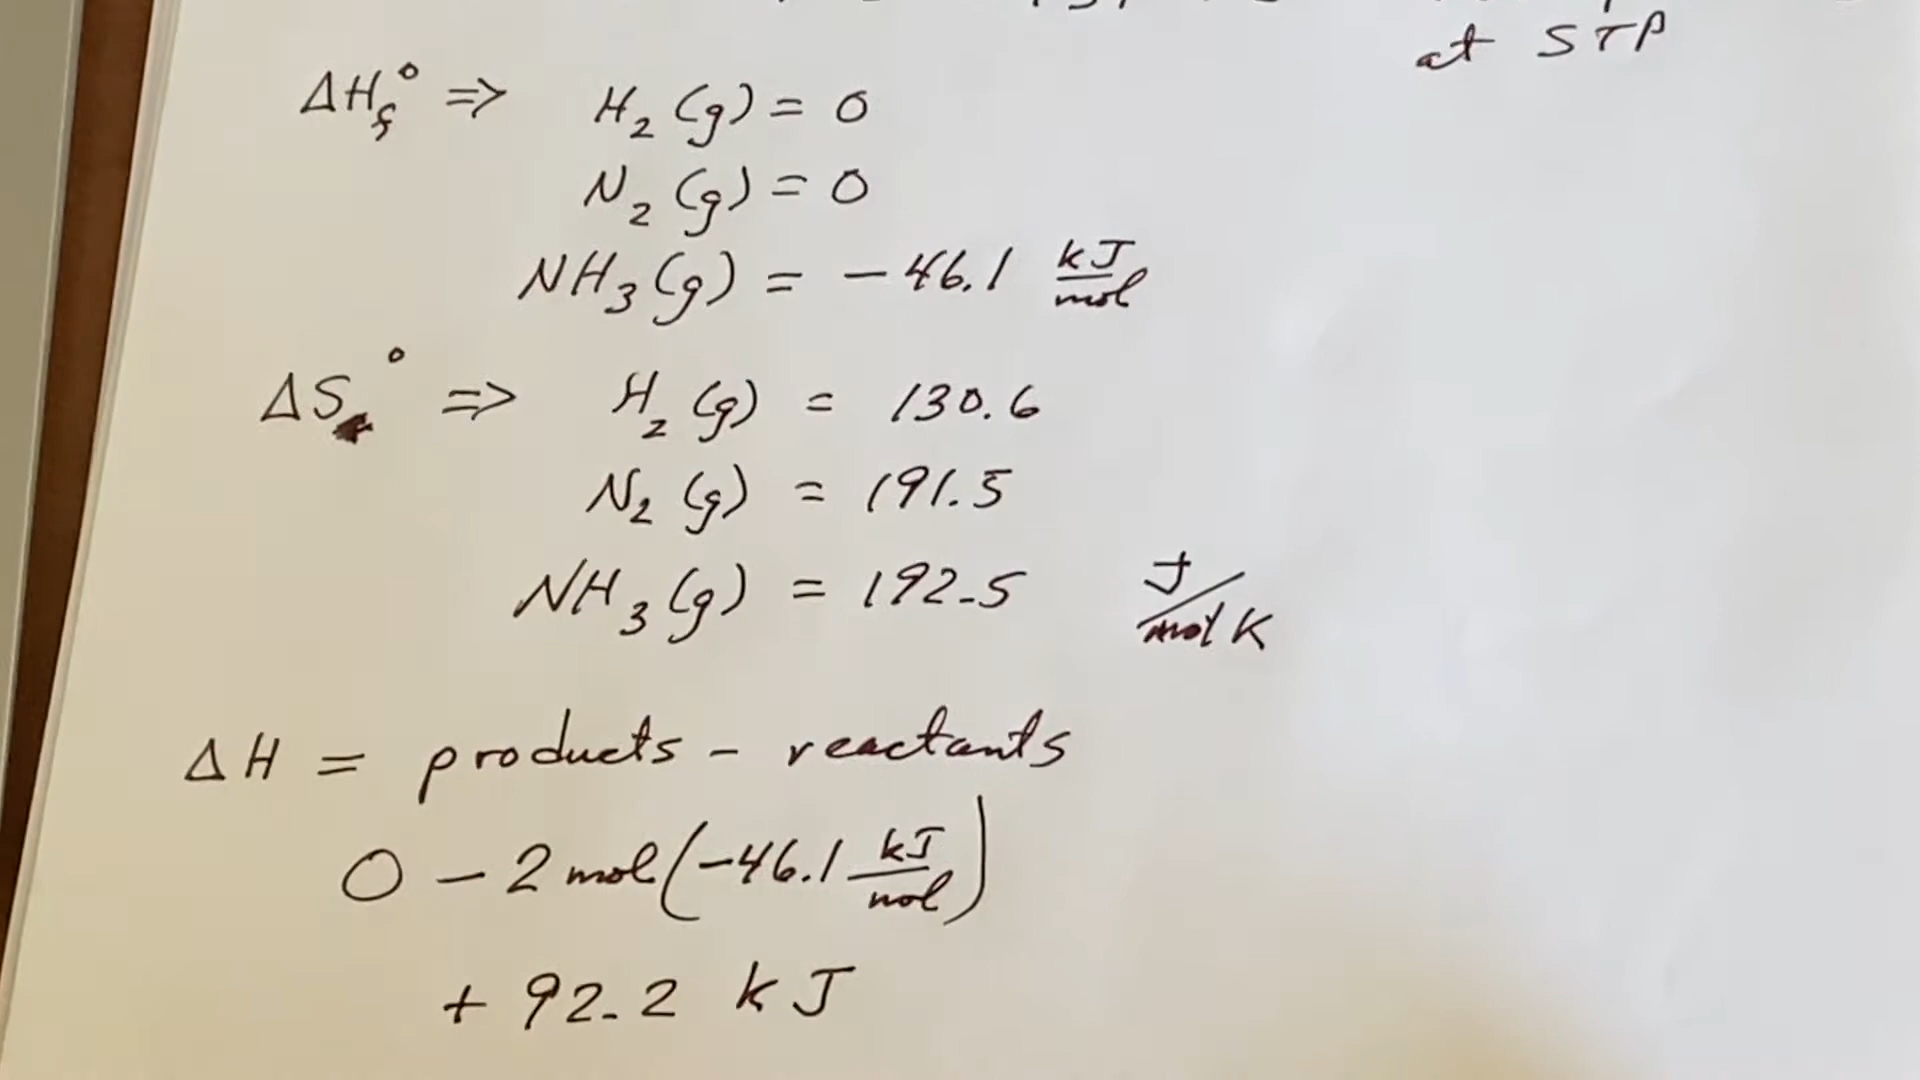 at STP
ΔHf° => H₂ (g) = 0
N₂ (g) = 0
NH₃ (g) = -46.1 kJ/mol
ΔS° => H₂ (g) = 130.6
N₂ (g) = 191.5
NH₃ (g) = 192.5 J/mol K
ΔH = products - reactants
0 - 2 mol (-46.1 kJ/mol)
+ 92.2 kJ